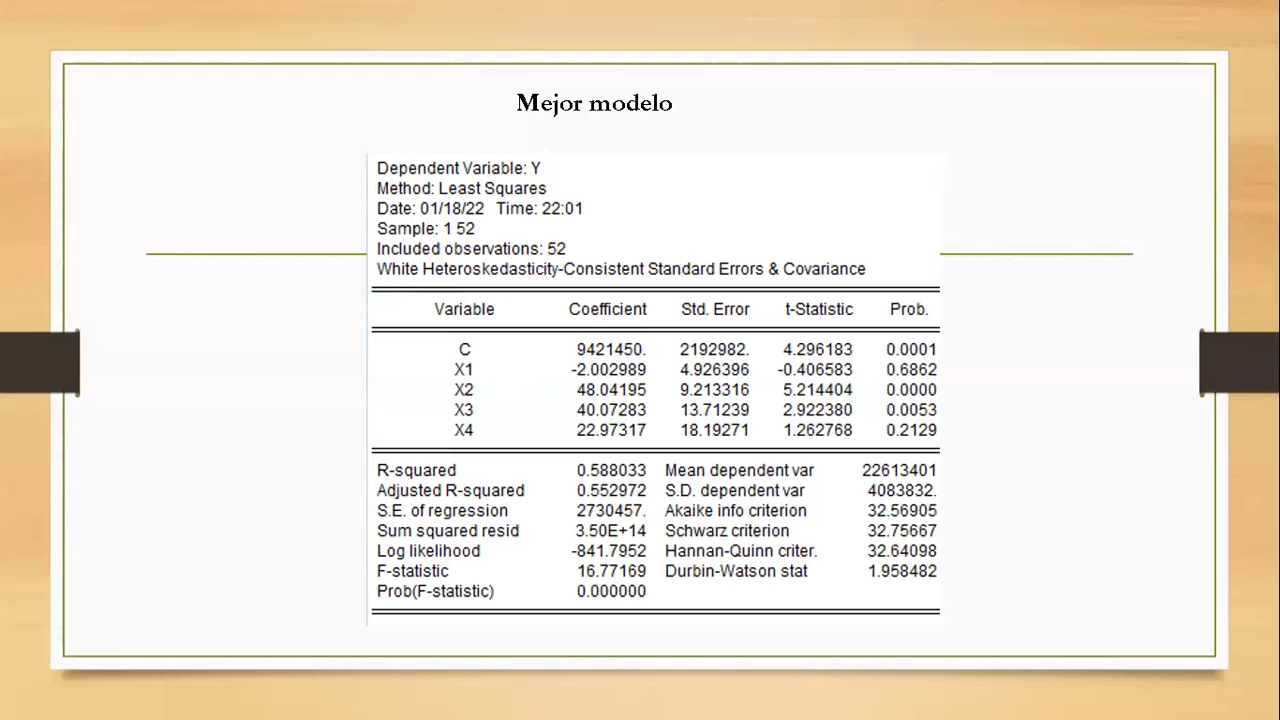 Mejor modelo
Dependent Variable: Y
Method: Least Squares
Date: 01/18/22 Time: 22:01
Sample: 1 52
Included observations: 52
White Heteroskedasticity-Consistent Standard Errors & Covariance
Variable Coefficient Std. Error t-Statistic Prob.
C 9421450. 2192982. 4.296183 0.0001
X1 -2.002989 4.926396 -0.406583 0.6862
X2 48.04195 9.213316 5.214404 0.0000
X3 40.07283 13.71239 2.922380 0.0053
X4 22.97317 18.19271 1.262768 0.2129
R-squared 0.588033 Mean dependent var 22613401
Adjusted R-squared 0.552972 S.D. dependent var 4083832.
S.E. of regression 2730457. Akaike info criterion 32.56905
Sum squared resid 3.50E+14 Schwarz criterion 32.75667
Log likelihood -841.7952 Hannan-Quinn criter. 32.64098
F-statistic 16.77169 Durbin-Watson stat 1.958482
Prob(F-statistic) 0.000000